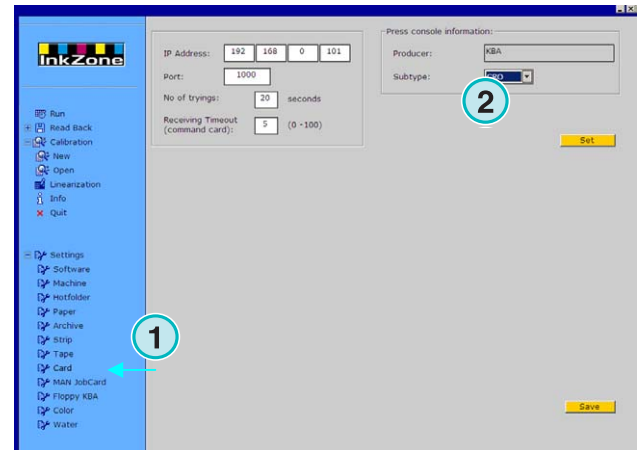 InkZone
Run
Read Back
Calibration
New
Open
Linearization
Info
Quit
Settings
Software
Machine
Hotfolder
Paper
Archive
Strip
Tape
Card
MAN JobCard
Floppy KBA
Color
Water
1
IP Address: 192 168 0 101
Port: 1000
No of tryings: 20 seconds
Receiving Timeout
(command card): 5 (0 -100)
Press console information:
Producer: KBA
Subtype:
2
Set
Save